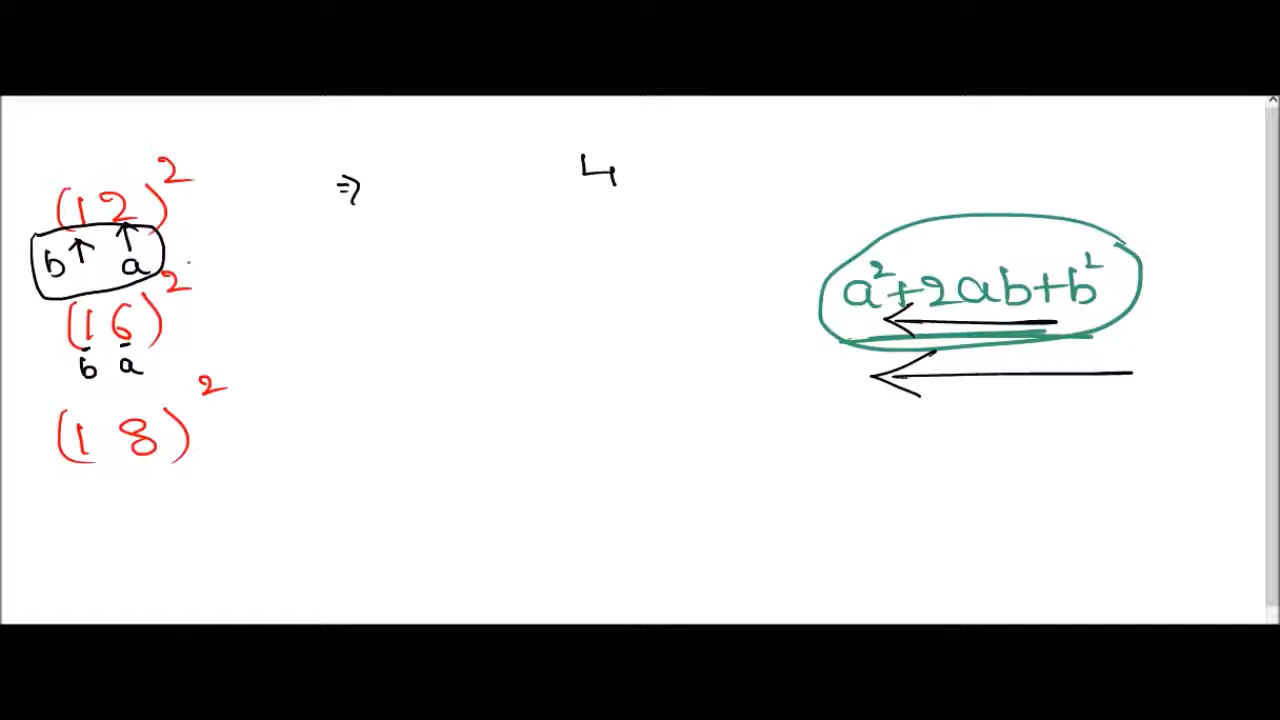 (12)² ⇒ 4
b a
a²+2ab+b²
(16)²
b a
(18)²